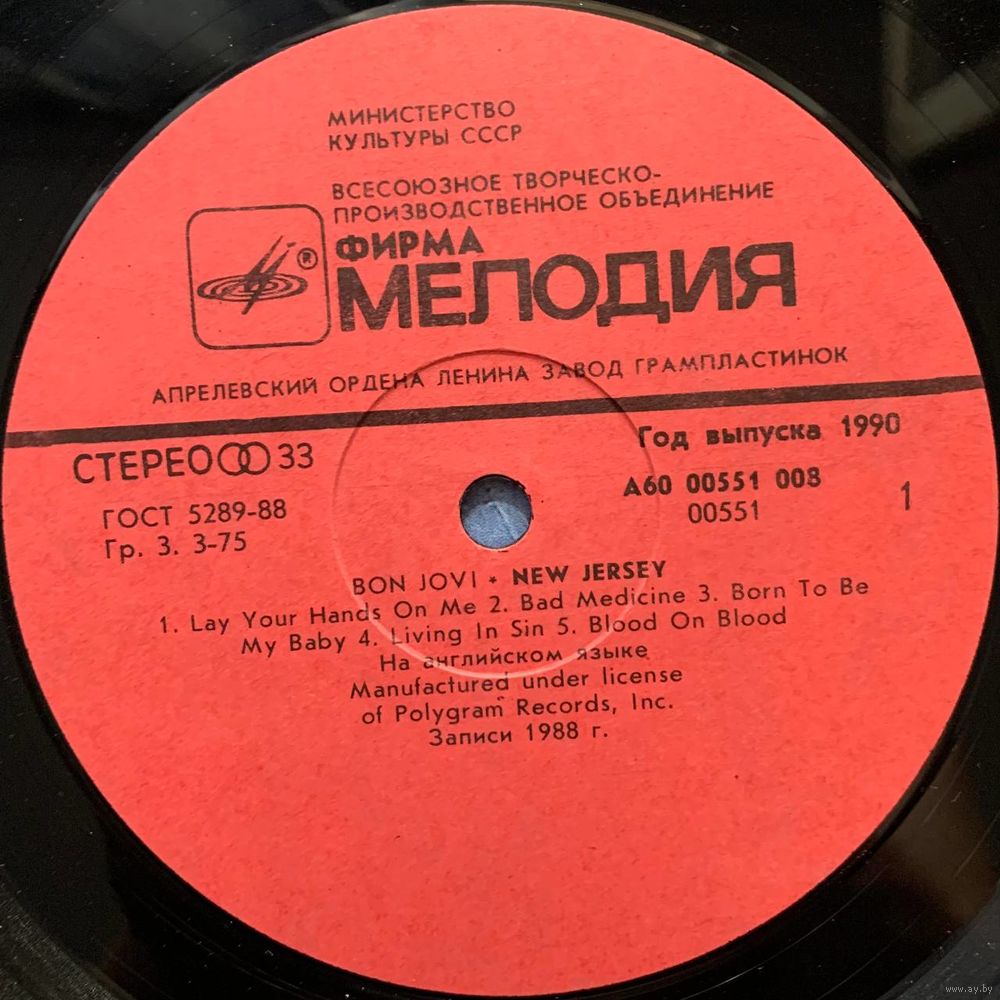 МИНИСТЕРСТВО
КУЛЬТУРЫ СССР
ВСЕСОЮЗНОЕ ТВОРЧЕСКО-
ПРОИЗВОДСТВЕННОЕ ОБЪЕДИНЕНИЕ
®
ФИРМА
МЕЛОДИЯ
АПРЕЛЕВСКИЙ ОРДЕНА ЛЕНИНА ЗАВОД ГРАМПЛАСТИНОК
СТЕРЕО 33
Год выпуска 1990
ГОСТ 5289-88
Гр. 3. 3-75
А60 00551 008
00551
1
BON JOVI • NEW JERSEY
1. Lay Your Hands On Me 2. Bad Medicine 3. Born To Be
My Baby 4. Living In Sin 5. Blood On Blood
На английском языке
Manufactured under license
of Polygram Records, Inc.
Записи 1988 г.
www.ay.by